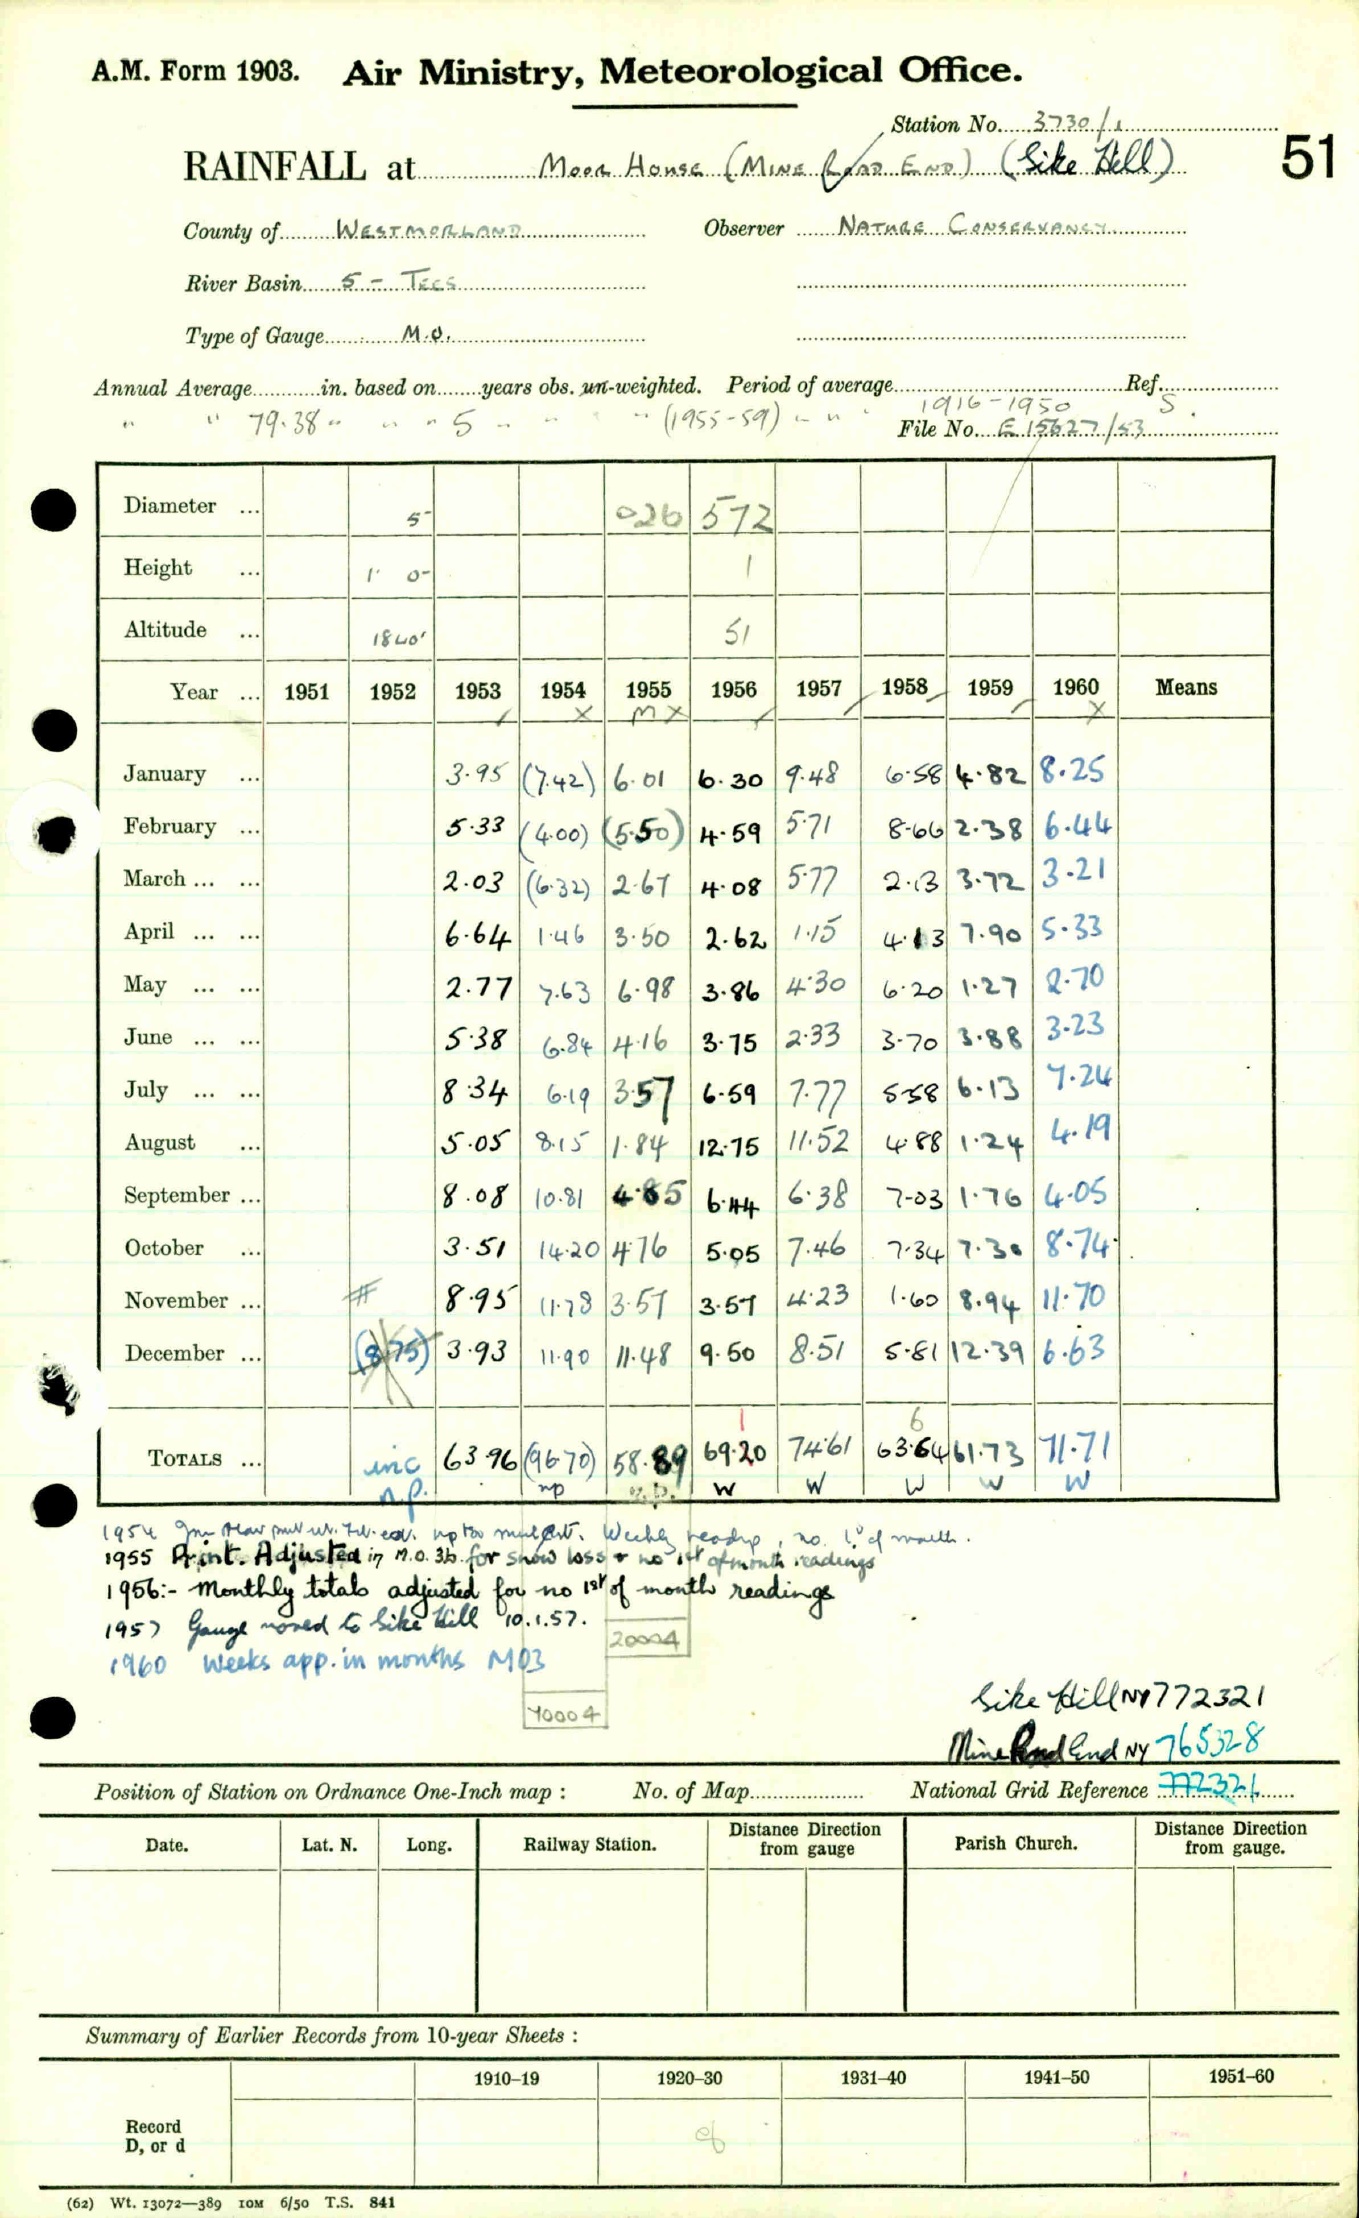 A.M. Form 1903. Air Ministry, Meteorological Office.
Station No. 3730/1
RAINFALL at Moor House (Mine Road End) (Sike Hill) 51
County of Westmorland Observer Nature Conservancy
River Basin 5 - Tees
Type of Gauge M.O.
Annual Average in. based on years obs. un-weighted. Period of average Ref.
" " 79.38 " " " 5 " " " " (1955-59) " " " 1916-1950 S.
File No. E 15627/53
Diameter ... 5 026 572
Height ... 1' 0 1
Altitude ... 1840' 51
Year ... 1951 1952 1953 1954 1955 1956 1957 1958 1959 1960 Means
x m x x
January ... 3.95 (7.42) 6.01 6.30 9.48 6.58 4.82 8.25
February ... 5.33 (4.00) (5.50) 4.59 5.71 8.66 2.38 6.44
March ... ... 2.03 (6.32) 2.67 4.08 5.77 2.13 3.72 3.21
April ... ... 6.64 1.46 3.50 2.62 1.15 4.13 7.90 5.33
May ... ... 2.77 7.63 6.98 3.86 4.30 6.20 1.27 2.70
June ... ... 5.38 6.84 4.16 3.75 2.33 3.70 3.88 3.23
July ... ... 8.34 6.19 3.57 6.59 7.77 5.58 6.13 7.24
August ... 5.05 8.15 1.84 12.75 11.52 4.88 1.24 4.19
September ... 8.08 10.81 4.85 6.44 6.38 7.03 1.76 4.05
October ... 3.51 14.20 4.76 5.05 7.46 7.34 7.30 8.74
November ... # 8.95 11.78 3.57 3.57 4.23 1.60 8.94 11.70
December ... (8.75) 3.93 11.90 11.48 9.50 8.51 5.81 12.39 6.63
1 6
Totals ... inc 63.96 (96.70) 58.89 69.20 74.61 63.64 61.73 71.71
n.p. np n.p. W W W W W
1954 Weekly readgs, no 1st of month.
1955 Print. Adjusted in M.O. 3b. for snow loss + no 1st of month readings
1956:- Monthly totals adjusted for no 1st of month readings
1957 Gauge moved to Sike Hill 10.1.57.
20004
1960 Weeks app. in months M03
Sike Hill NY 772321
70004
Mine Road End NY 765328
Position of Station on Ordnance One-Inch map : No. of Map National Grid Reference 772321
Date. Lat. N. Long. Railway Station. Distance Direction from gauge Parish Church. Distance Direction from gauge.
Summary of Earlier Records from 10-year Sheets :
1910–19 1920–30 1931–40 1941–50 1951–60
Record
D, or d
(62) Wt. 13072—389 10M 6/50 T.S. 841